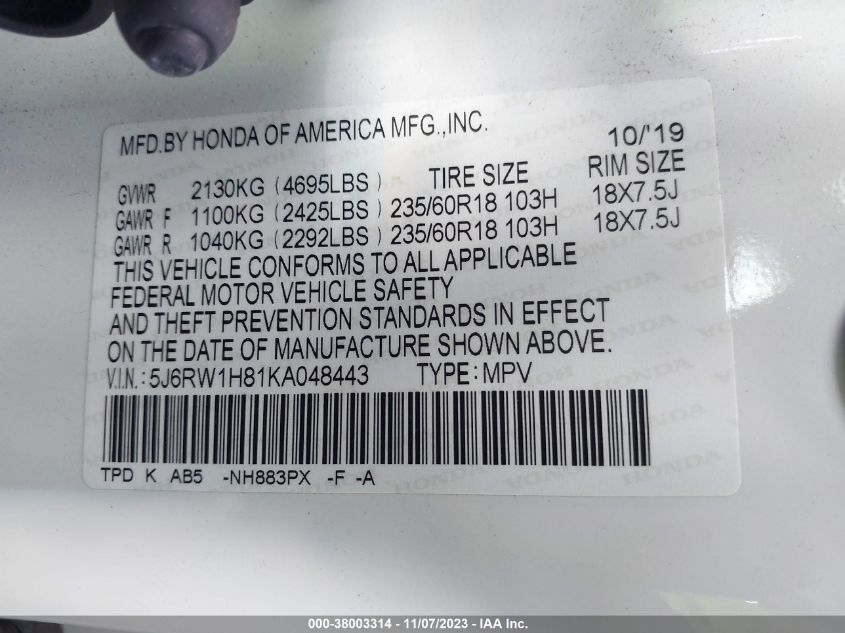 MFD.BY HONDA OF AMERICA MFG.,INC. 10/'19
GVWR 2130KG (4695LBS) TIRE SIZE RIM SIZE
GAWR F 1100KG (2425LBS) 235/60R18 103H 18X7.5J
GAWR R 1040KG (2292LBS) 235/60R18 103H 18X7.5J
THIS VEHICLE CONFORMS TO ALL APPLICABLE
FEDERAL MOTOR VEHICLE SAFETY
AND THEFT PREVENTION STANDARDS IN EFFECT
ON THE DATE OF MANUFACTURE SHOWN ABOVE.
V.I.N.:5J6RW1H81KA048443 TYPE:MPV
TPD K AB5 -NH883PX -F -A
000-38003314 - 11/07/2023 - IAA Inc.